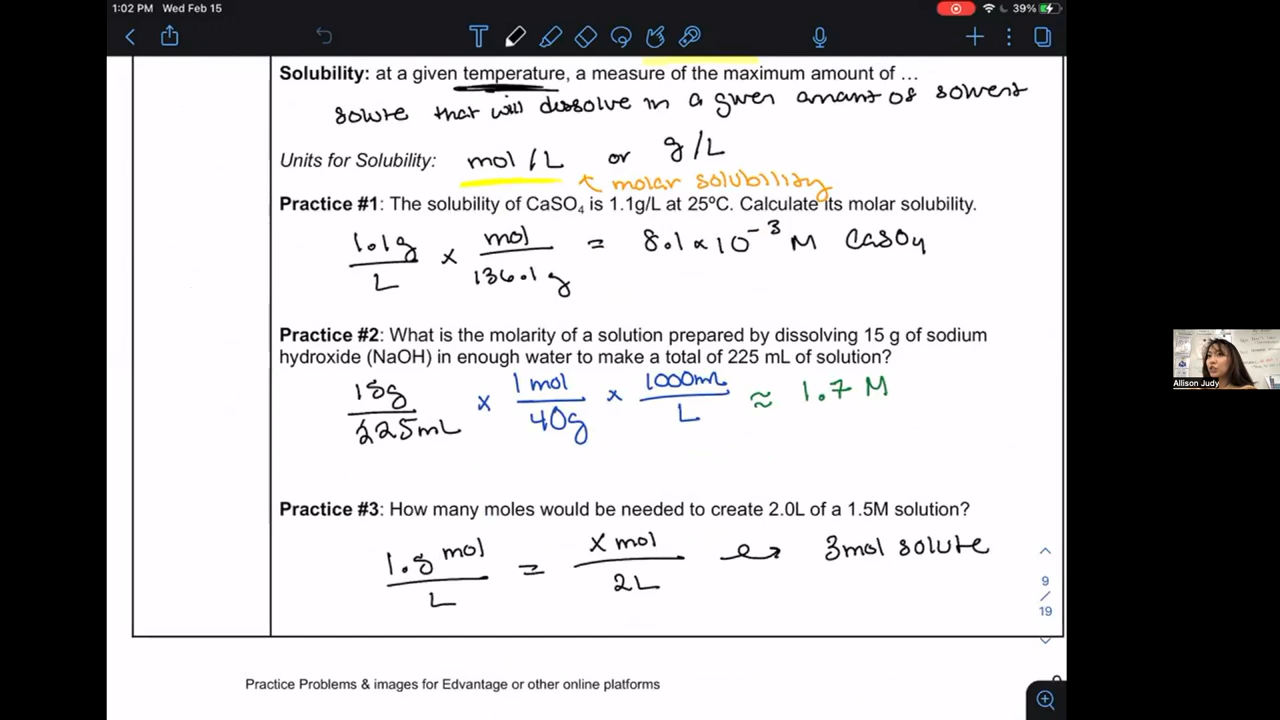 1:02 PM Wed Feb 15
39%
Solubility: at a given temperature, a measure of the maximum amount of ...
solute that will dissolve in a given amount of solvent
Units for Solubility: mol/L or g/L
molar solubility
Practice #1: The solubility of CaSO₄ is 1.1g/L at 25ºC. Calculate its molar solubility.
1.1g/L × mol/136.1 g = 8.1 × 10⁻³ M CaSO₄
Practice #2: What is the molarity of a solution prepared by dissolving 15 g of sodium
hydroxide (NaOH) in enough water to make a total of 225 mL of solution?
15g/225mL × 1 mol/40g × 1000mL/L ≈ 1.7 M
Practice #3: How many moles would be needed to create 2.0L of a 1.5M solution?
1.5 mol/L = x mol/2L → 3mol solute
9
/
19
Practice Problems & images for Edvantage or other online platforms
Allison Judy